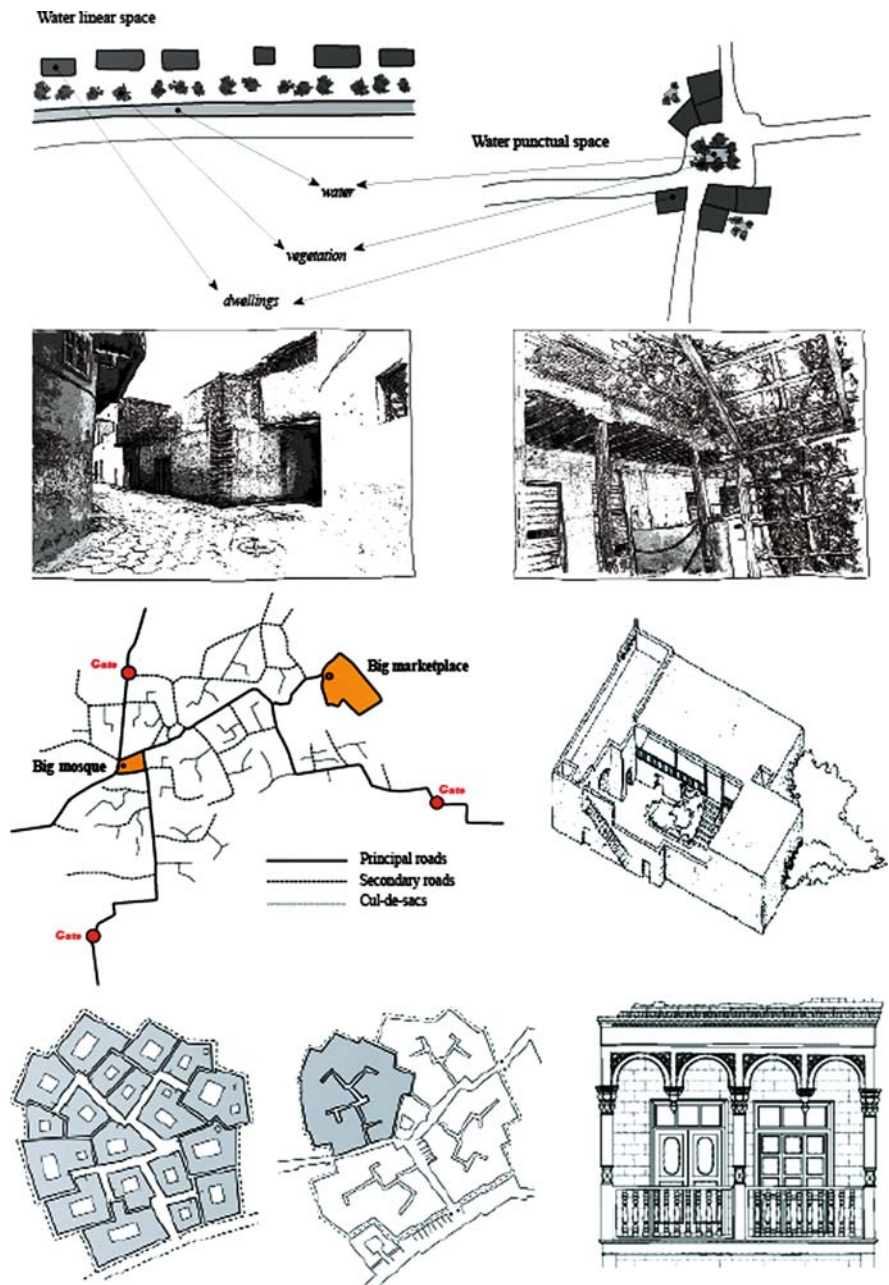 Water linear space
Water punctual space
water
vegetation
dwellings
Gate
Big marketplace
Big mosque
Gate
Principal roads
Secondary roads
Cul-de-sacs
Gate